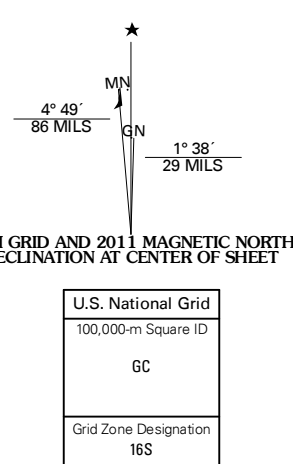 MN
4° 49´
86 MILS
GN
1° 38´
29 MILS
GRID AND 2011 MAGNETIC NORTH
AT CENTER OF SHEET
U.S. National Grid
100,000-m Square ID
GC
Grid Zone Designation
16S